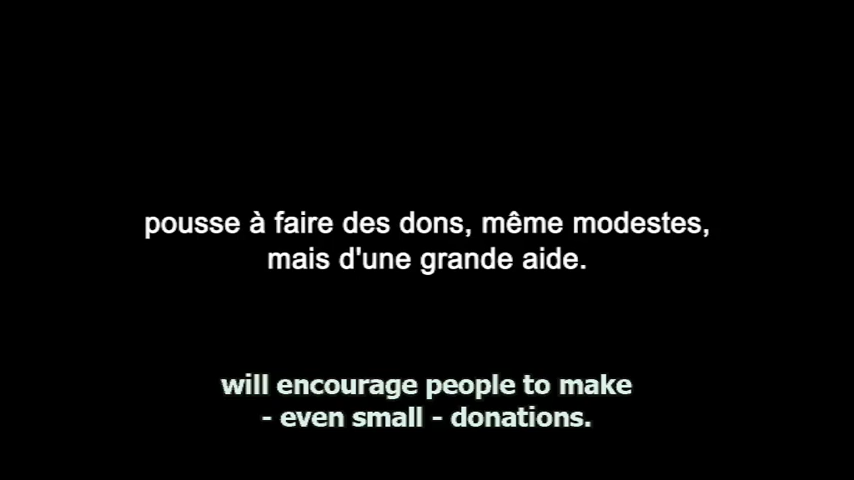 pousse à faire des dons, même modestes,
mais d'une grande aide.
will encourage people to make
- even small - donations.